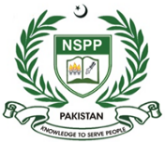 NSPP
PAKISTAN
KNOWLEDGE TO SERVE PEOPLE